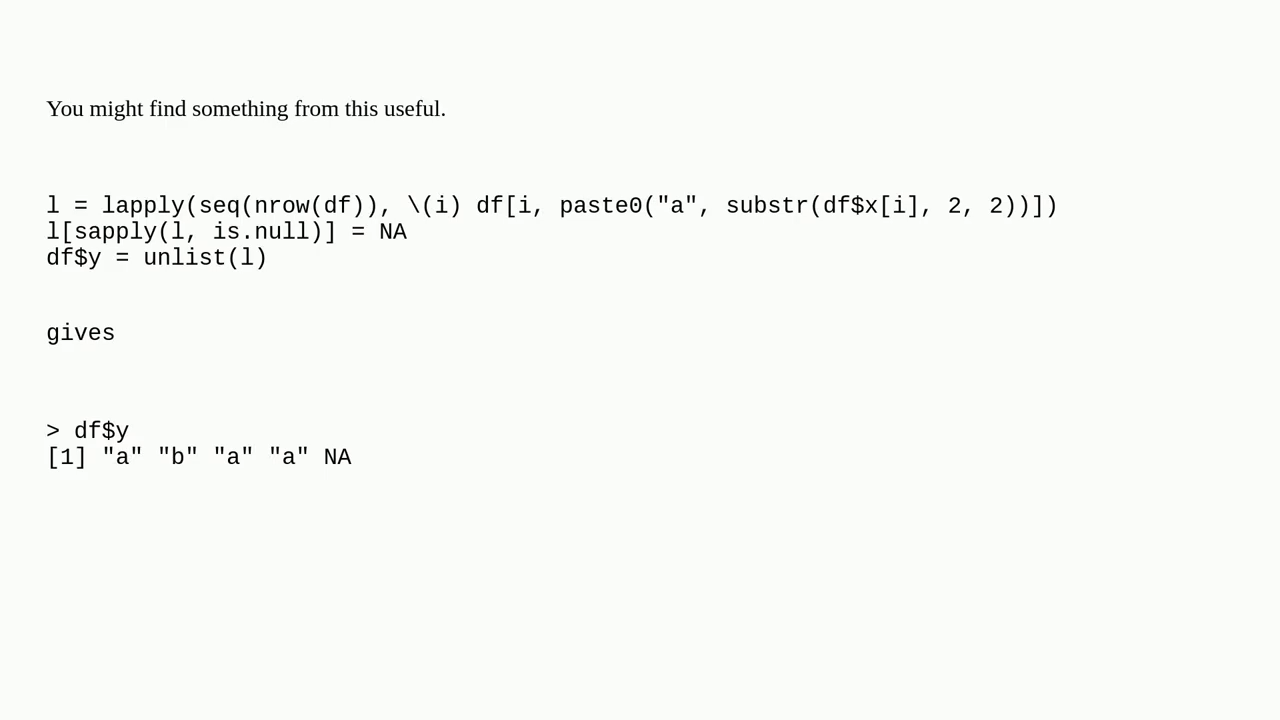 You might find something from this useful.
l = lapply(seq(nrow(df)), \(i) df[i, paste0("a", substr(df$x[i], 2, 2))])
l[sapply(l, is.null)] = NA
df$y = unlist(l)
gives
> df$y
[1] "a" "b" "a" "a" NA